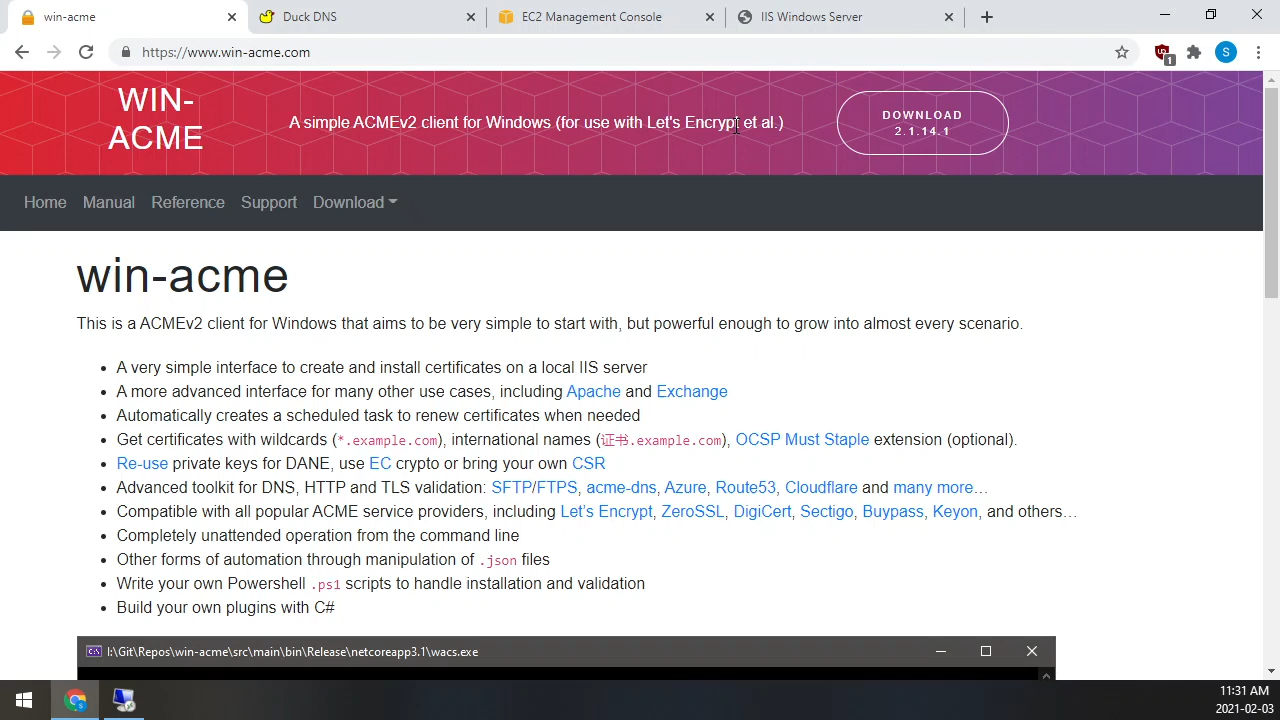 win-acme
Duck DNS
EC2 Management Console
IIS Windows Server
https://www.win-acme.com
1
S
WIN-
ACME
A simple ACMEv2 client for Windows (for use with Let's Encrypt et al.)
DOWNLOAD
2.1.14.1
Home Manual Reference Support Download
win-acme
This is a ACMEv2 client for Windows that aims to be very simple to start with, but powerful enough to grow into almost every scenario.
• A very simple interface to create and install certificates on a local IIS server
• A more advanced interface for many other use cases, including Apache and Exchange
• Automatically creates a scheduled task to renew certificates when needed
• Get certificates with wildcards (*.example.com), international names (证书.example.com), OCSP Must Staple extension (optional).
• Re-use private keys for DANE, use EC crypto or bring your own CSR
• Advanced toolkit for DNS, HTTP and TLS validation: SFTP/FTPS, acme-dns, Azure, Route53, Cloudflare and many more…
• Compatible with all popular ACME service providers, including Let's Encrypt, ZeroSSL, DigiCert, Sectigo, Buypass, Keyon, and others…
• Completely unattended operation from the command line
• Other forms of automation through manipulation of .json files
• Write your own Powershell .ps1 scripts to handle installation and validation
• Build your own plugins with C#
I:\Git\Repos\win-acme\src\main\bin\Release\netcoreapp3.1\wacs.exe
11:31 AM
2021-02-03